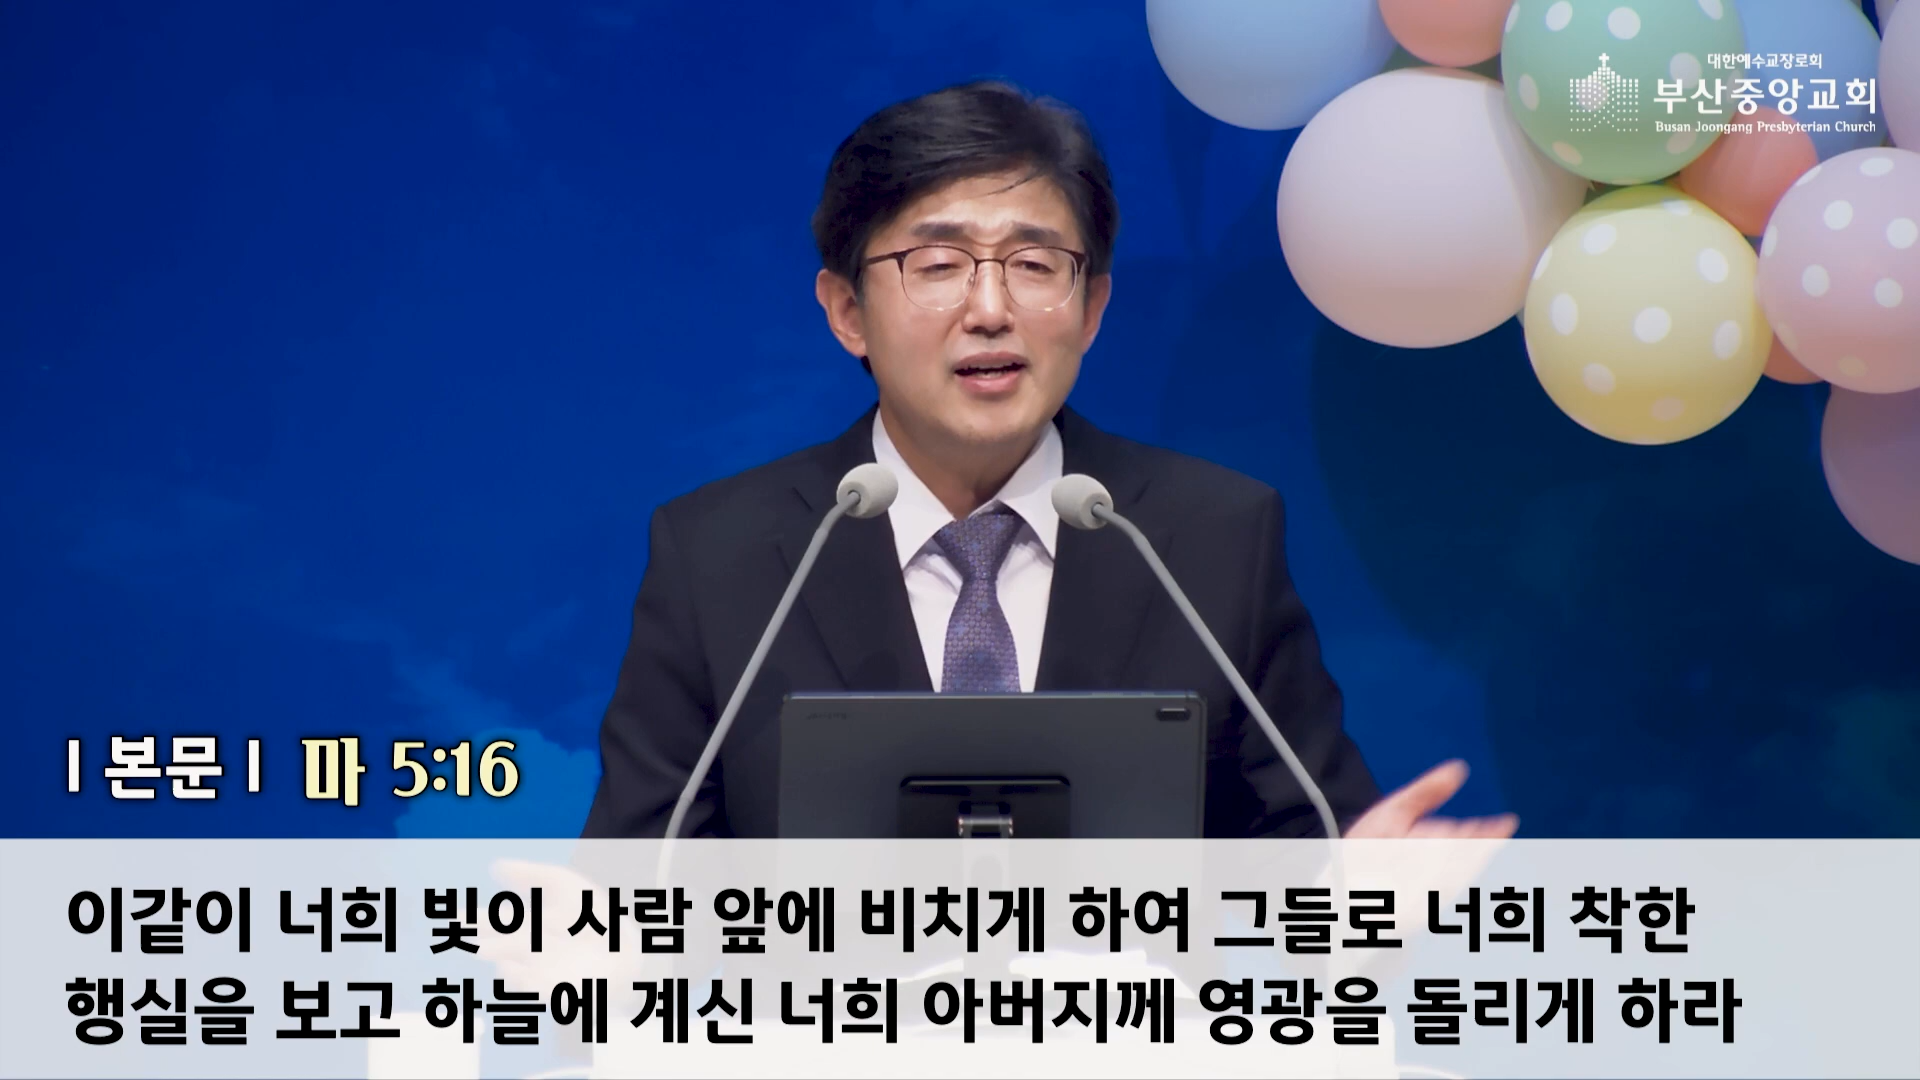 대한예수교장로회
부산중앙교회
Busan Joongang Presbyterian Church
| 본문 | 마 5:16
이같이 너희 빛이 사람 앞에 비치게 하여 그들로 너희 착한
행실을 보고 하늘에 계신 너희 아버지께 영광을 돌리게 하라